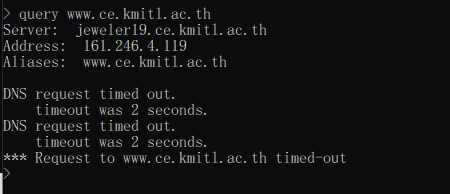 > query www.ce.kmitl.ac.th
Server:  jeweler19.ce.kmitl.ac.th
Address:  161.246.4.119
Aliases:  www.ce.kmitl.ac.th

DNS request timed out.
    timeout was 2 seconds.
DNS request timed out.
    timeout was 2 seconds.
*** Request to www.ce.kmitl.ac.th timed-out
>